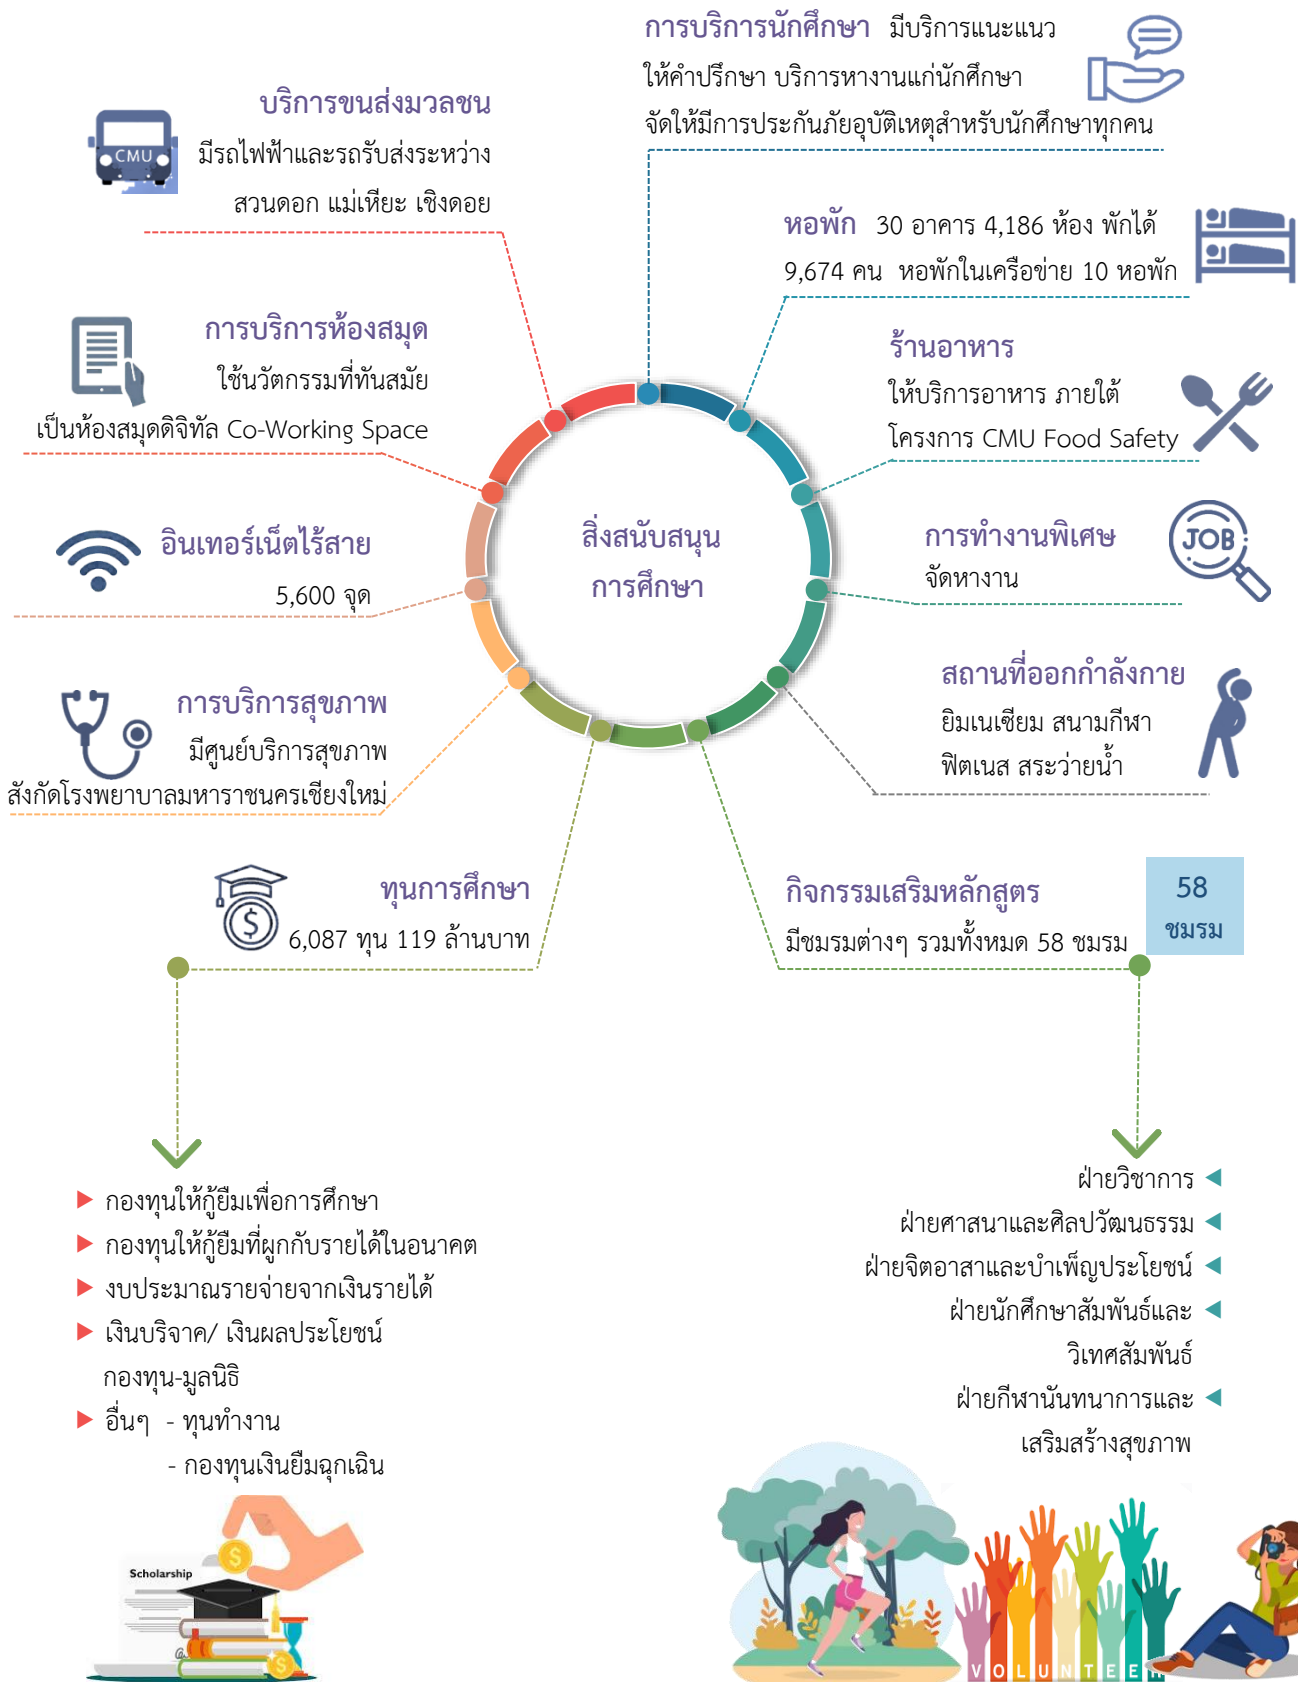 การบริการนักศึกษา มีบริการแนะแนว
ให้คำปรึกษา บริการหางานแก่นักศึกษา
จัดให้มีการประกันภัยอุบัติเหตุสำหรับนักศึกษาทุกคน
บริการขนส่งมวลชน
CMU
มีรถไฟฟ้าและรถรับส่งระหว่าง
สวนดอก แม่เหียะ เชิงดอย
หอพัก 30 อาคาร 4,186 ห้อง พักได้
9,674 คน หอพักในเครือข่าย 10 หอพัก
การบริการห้องสมุด
ใช้นวัตกรรมที่ทันสมัย
เป็นห้องสมุดดิจิทัล Co-Working Space
ร้านอาหาร
ให้บริการอาหาร ภายใต้
โครงการ CMU Food Safety
สิ่งสนับสนุน
การศึกษา
อินเทอร์เน็ตไร้สาย
5,600 จุด
การทำงานพิเศษ
จัดหางาน
JOB
การบริการสุขภาพ
มีศูนย์บริการสุขภาพ
สังกัดโรงพยาบาลมหาราชนครเชียงใหม่
สถานที่ออกกำลังกาย
ยิมเนเซียม สนามกีฬา
ฟิตเนส สระว่ายน้ำ
ทุนการศึกษา
6,087 ทุน 119 ล้านบาท
กิจกรรมเสริมหลักสูตร
มีชมรมต่างๆ รวมทั้งหมด 58 ชมรม
58
ชมรม
กองทุนให้กู้ยืมเพื่อการศึกษา
กองทุนให้กู้ยืมที่ผูกกับรายได้ในอนาคต
งบประมาณรายจ่ายจากเงินรายได้
เงินบริจาค/ เงินผลประโยชน์
กองทุน-มูลนิธิ
อื่นๆ - ทุนทำงาน
- กองทุนเงินยืมฉุกเฉิน
ฝ่ายวิชาการ
ฝ่ายศาสนาและศิลปวัฒนธรรม
ฝ่ายจิตอาสาและบำเพ็ญประโยชน์
ฝ่ายนักศึกษาสัมพันธ์และ
วิเทศสัมพันธ์
ฝ่ายกีฬานันทนาการและ
เสริมสร้างสุขภาพ
Scholarship
VOLUNTEER